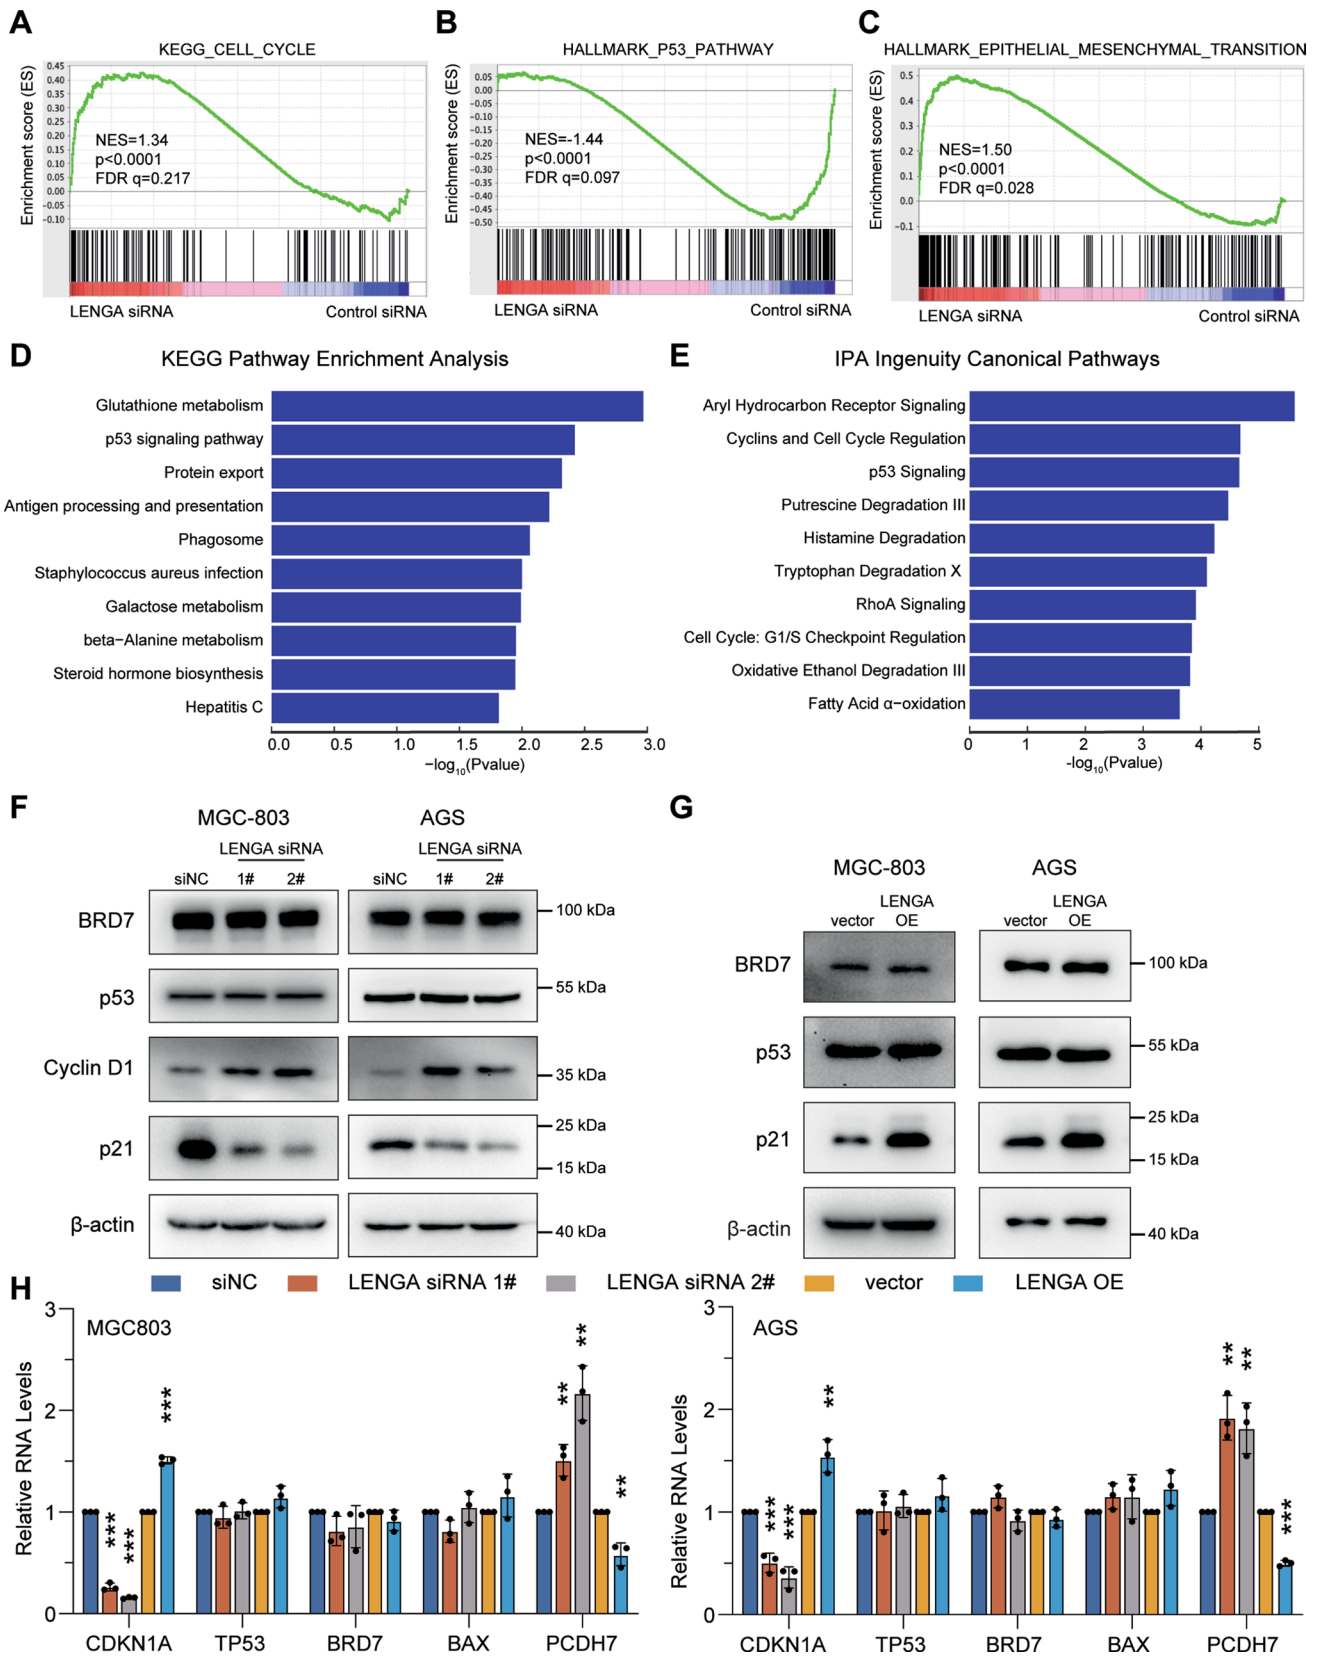 A
KEGG_CELL_CYCLE
Enrichment score (ES)
0.45
0.40
0.35
0.30
0.25
0.20
0.15
0.10
0.05
0.00
-0.05
-0.10
NES=1.34
p<0.0001
FDR q=0.217
LENGA siRNA Control siRNA
B
HALLMARK_P53_PATHWAY
Enrichment score (ES)
0.05
0.00
-0.05
-0.10
-0.15
-0.20
-0.25
-0.30
-0.35
-0.40
-0.45
-0.50
NES=-1.44
p<0.0001
FDR q=0.097
LENGA siRNA Control siRNA
C
HALLMARK_EPITHELIAL_MESENCHYMAL_TRANSITION
Enrichment score (ES)
0.5
0.4
0.3
0.2
0.1
0.0
-0.1
NES=1.50
p<0.0001
FDR q=0.028
LENGA siRNA Control siRNA
D
KEGG Pathway Enrichment Analysis
Glutathione metabolism
p53 signaling pathway
Protein export
Antigen processing and presentation
Phagosome
Staphylococcus aureus infection
Galactose metabolism
beta−Alanine metabolism
Steroid hormone biosynthesis
Hepatitis C
0.0 0.5 1.0 1.5 2.0 2.5 3.0
−log10(Pvalue)
E
IPA Ingenuity Canonical Pathways
Aryl Hydrocarbon Receptor Signaling
Cyclins and Cell Cycle Regulation
p53 Signaling
Putrescine Degradation III
Histamine Degradation
Tryptophan Degradation X
RhoA Signaling
Cell Cycle: G1/S Checkpoint Regulation
Oxidative Ethanol Degradation III
Fatty Acid α−oxidation
0 1 2 3 4 5
-log10(Pvalue)
F
MGC-803 AGS
LENGA siRNA LENGA siRNA
siNC 1# 2# siNC 1# 2#
BRD7 100 kDa
p53 55 kDa
Cyclin D1 35 kDa
25 kDa
p21
15 kDa
β-actin 40 kDa
G
MGC-803 AGS
LENGA LENGA
vector OE vector OE
BRD7 100 kDa
p53 55 kDa
25 kDa
p21
15 kDa
β-actin 40 kDa
H
siNC LENGA siRNA 1# LENGA siRNA 2# vector LENGA OE
MGC803
Relative RNA Levels
3
2
1
0
*** *** *** ** ** **
CDKN1A TP53 BRD7 BAX PCDH7
AGS
Relative RNA Levels
3
2
1
0
*** *** ** ** ** ***
CDKN1A TP53 BRD7 BAX PCDH7